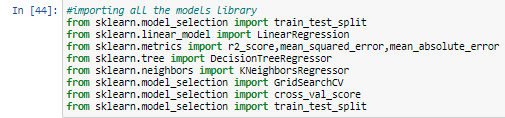 In [44]: #importing all the models library
from sklearn.model_selection import train_test_split
from sklearn.linear_model import LinearRegression
from sklearn.metrics import r2_score,mean_squared_error,mean_absolute_error
from sklearn.tree import DecisionTreeRegressor
from sklearn.neighbors import KNeighborsRegressor
from sklearn.model_selection import GridSearchCV
from sklearn.model_selection import cross_val_score
from sklearn.model_selection import train_test_split